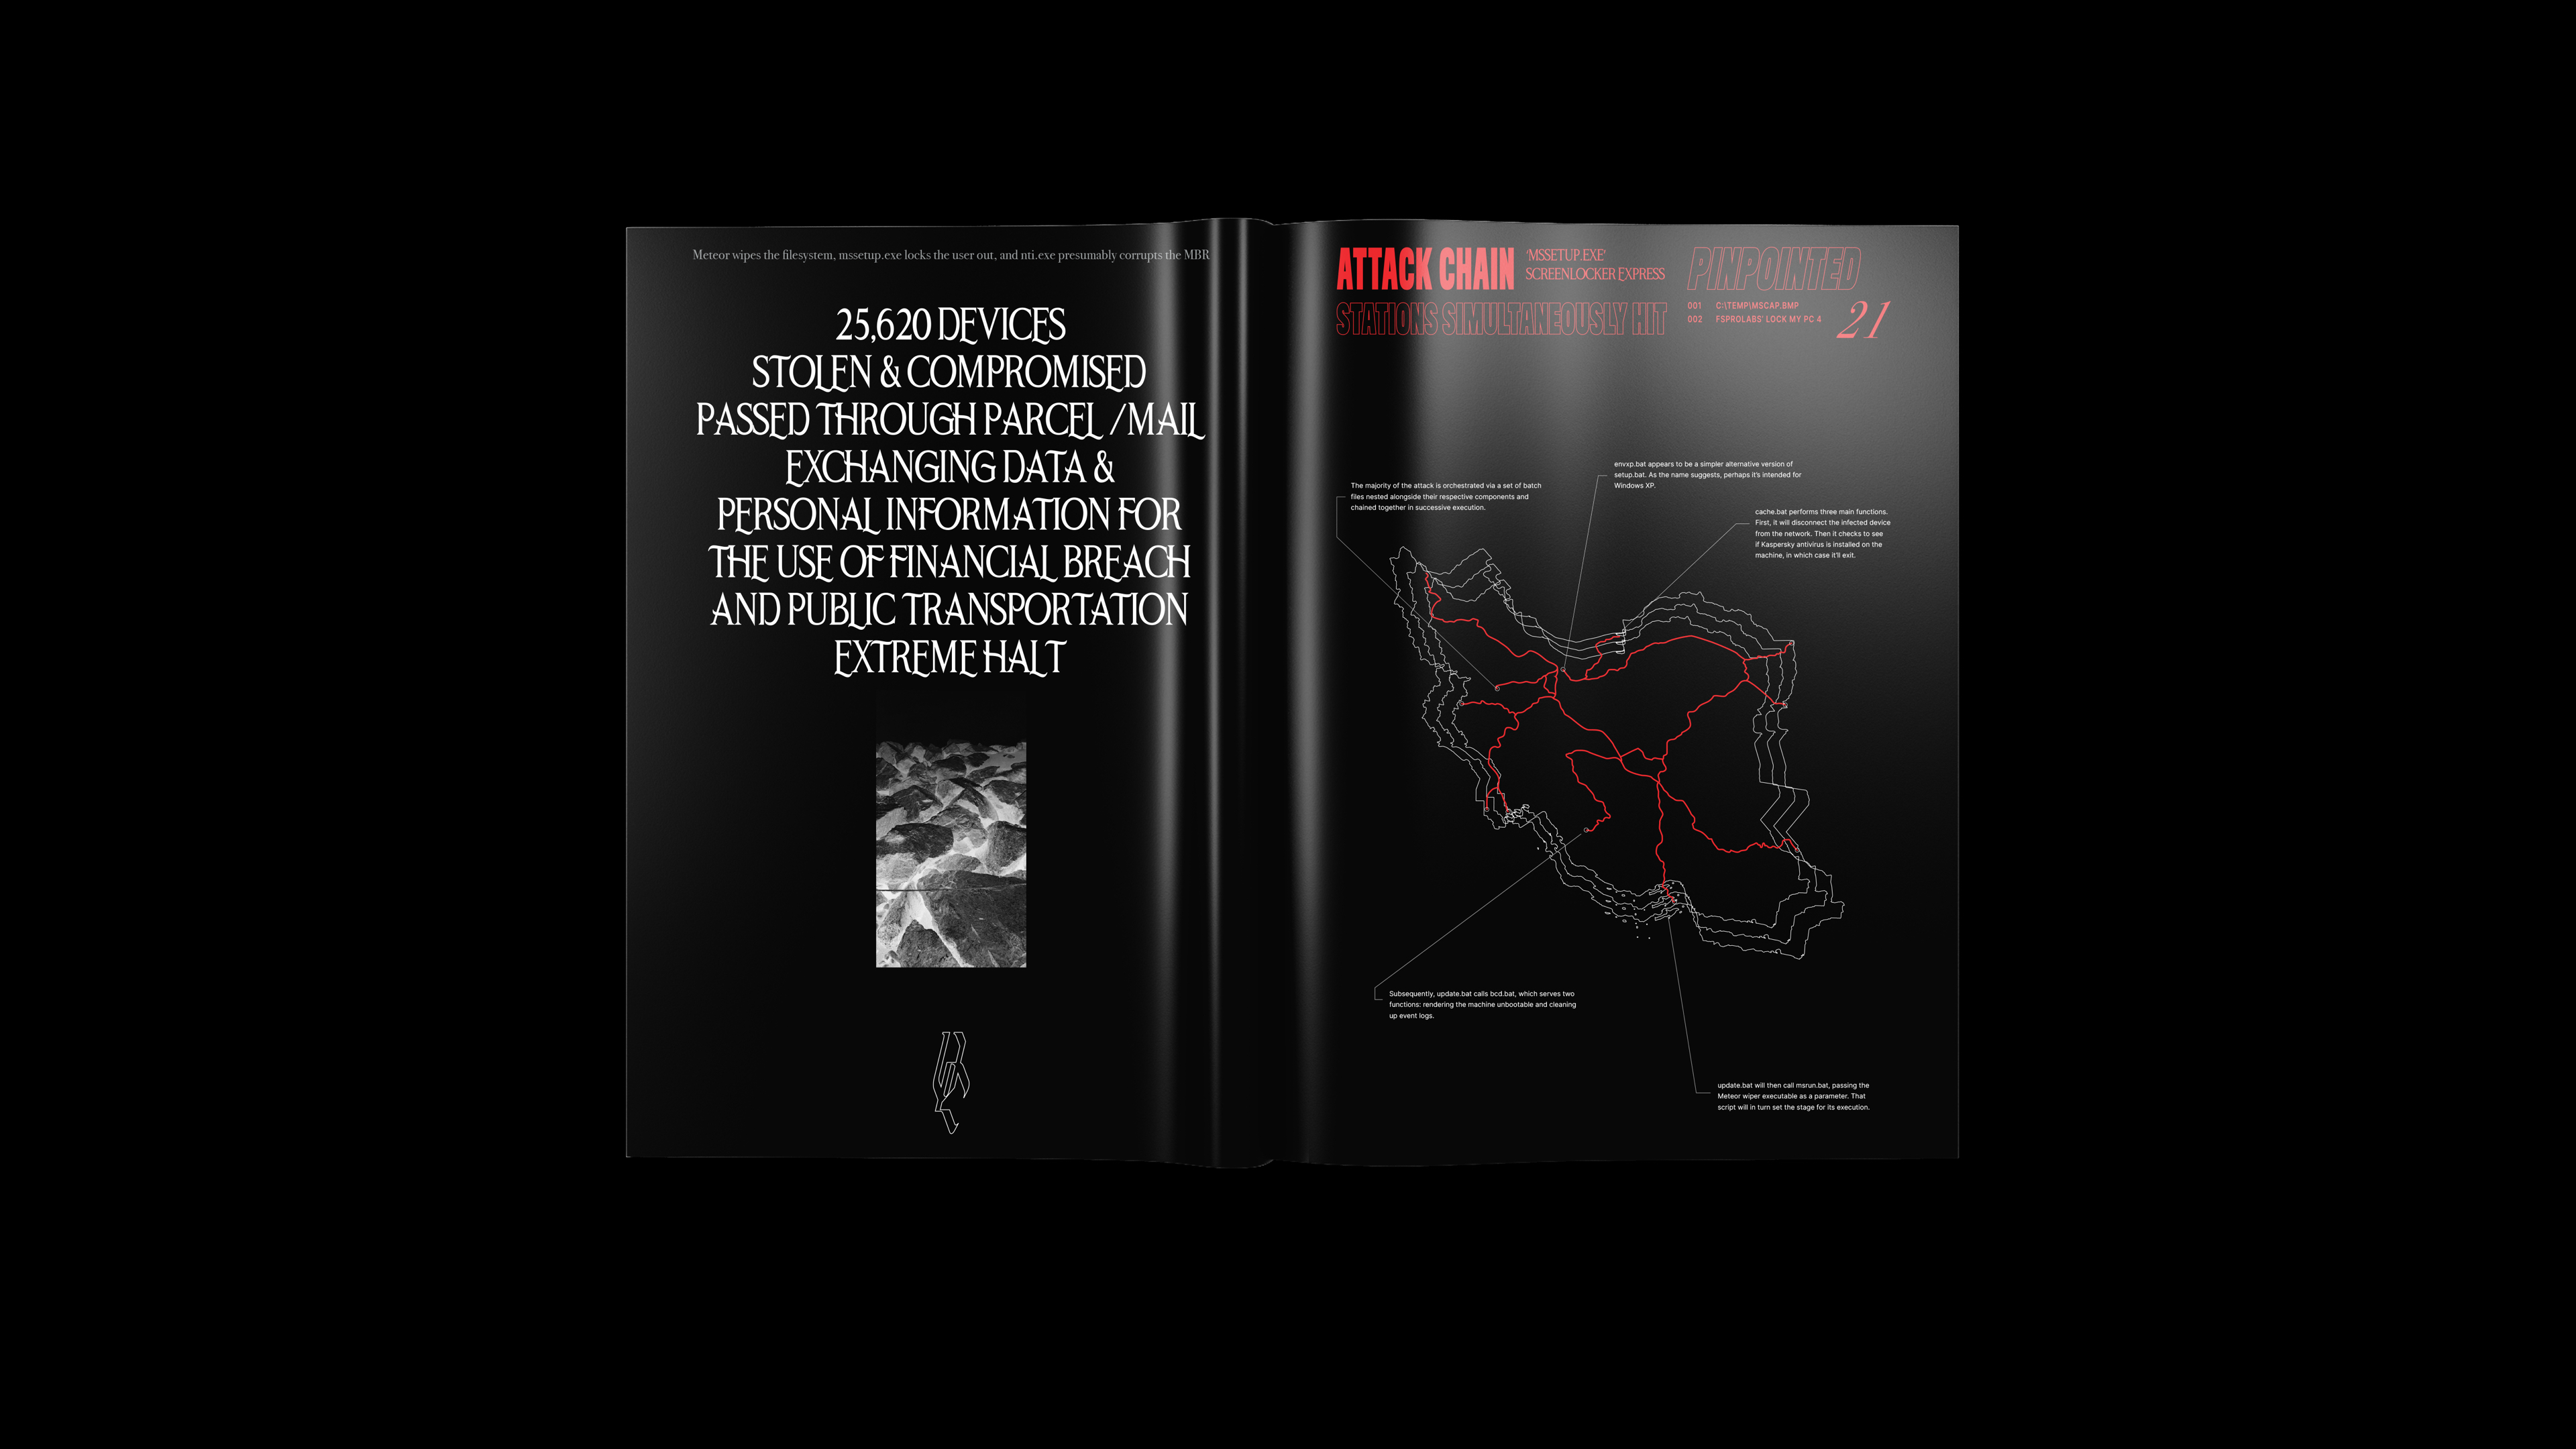 Meteor wipes the filesystem, mssetup.exe locks the user out, and nti.exe presumably corrupts the MBR
25,620 DEVICES
STOLEN & COMPROMISED
PASSED THROUGH PARCEL /MAIL
EXCHANGING DATA &
PERSONAL INFORMATION FOR
THE USE OF FINANCIAL BREACH
AND PUBLIC TRANSPORTATION
EXTREME HALT
ATTACK CHAIN
'MSSETUP.EXE'
SCREENLOCKER EXPRESS
STATIONS SIMULTANEOUSLY HIT
PINPOINTED
001 C:\TEMP\MSCAP.BMP
002 FSPROLABS' LOCK MY PC 4
21
The majority of the attack is orchestrated via a set of batch
files nested alongside their respective components and
chained together in successive execution.
envxp.bat appears to be a simpler alternative version of
setup.bat. As the name suggests, perhaps it's intended for
Windows XP.
cache.bat performs three main functions.
First, it will disconnect the infected device
from the network. Then it checks to see
if Kaspersky antivirus is installed on the
machine, in which case it'll exit.
Subsequently, update.bat calls bcd.bat, which serves two
functions: rendering the machine unbootable and cleaning
up event logs.
update.bat will then call msrun.bat, passing the
Meteor wiper executable as a parameter. That
script will in turn set the stage for its execution.